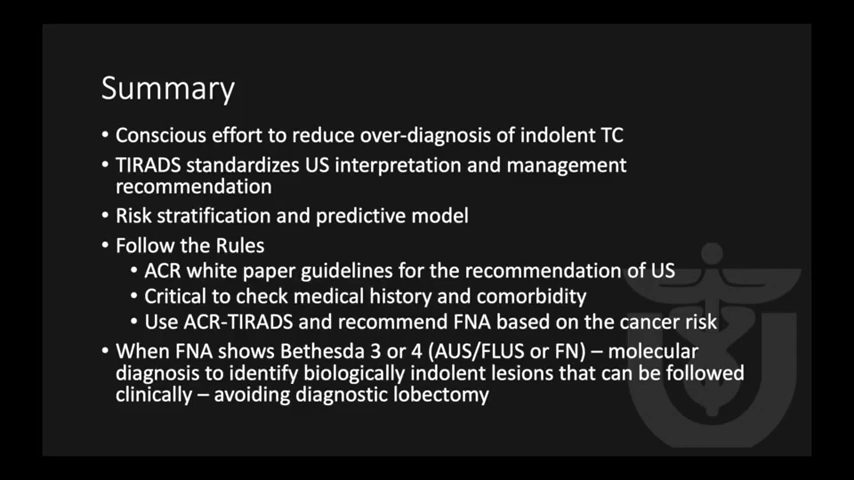 Summary
• Conscious effort to reduce over-diagnosis of indolent TC
• TIRADS standardizes US interpretation and management
recommendation
• Risk stratification and predictive model
• Follow the Rules
• ACR white paper guidelines for the recommendation of US
• Critical to check medical history and comorbidity
• Use ACR-TIRADS and recommend FNA based on the cancer risk
• When FNA shows Bethesda 3 or 4 (AUS/FLUS or FN) – molecular
diagnosis to identify biologically indolent lesions that can be followed
clinically – avoiding diagnostic lobectomy